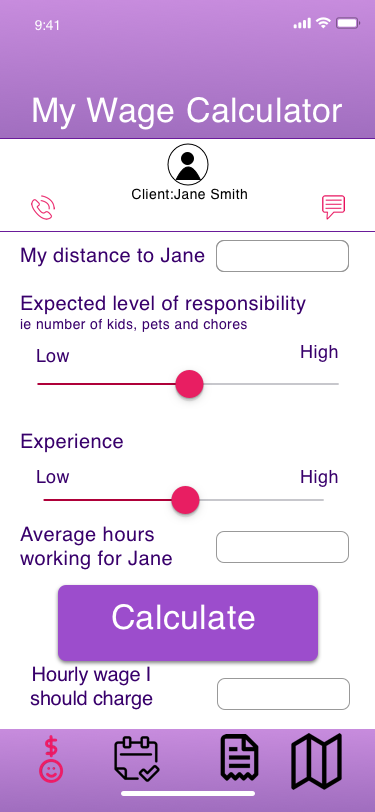 9:41
My Wage Calculator
Client:Jane Smith
My distance to Jane
Expected level of responsibility
ie number of kids, pets and chores
Low High
Experience
Low High
Average hours
working for Jane
Calculate
Hourly wage I
should charge
$